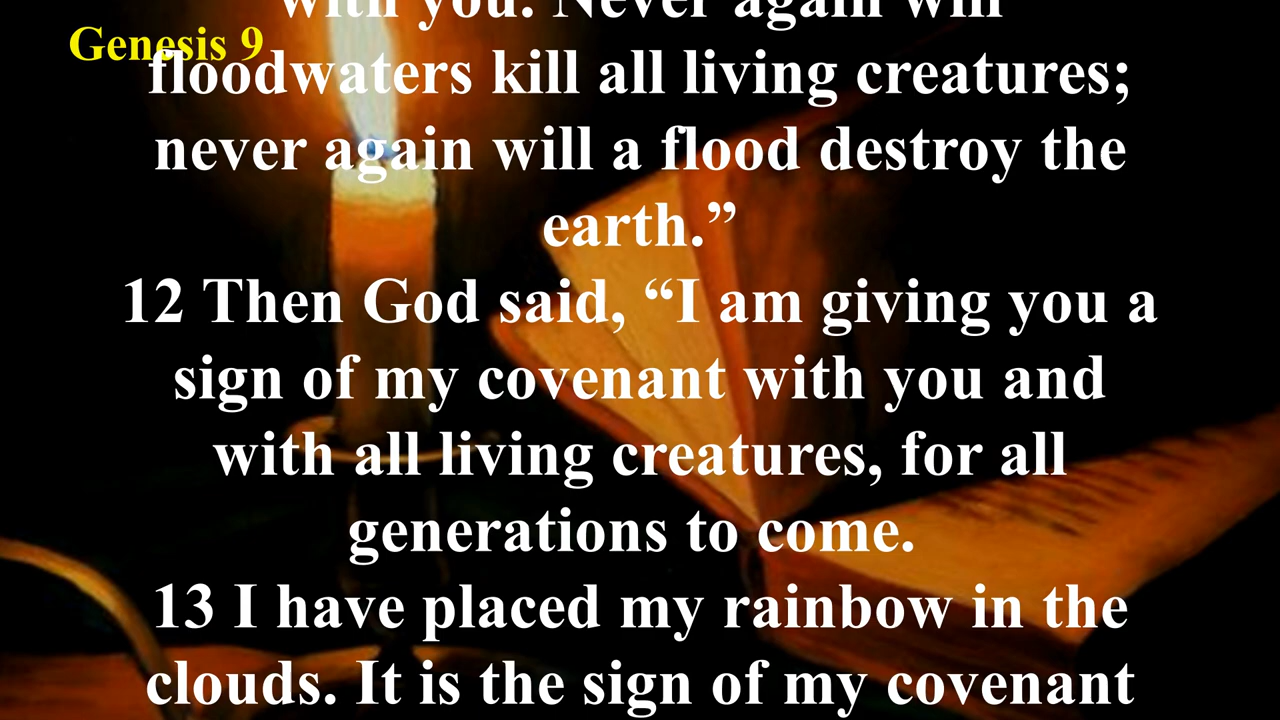 with you. Never again will
Genesis 9
floodwaters kill all living creatures;
never again will a flood destroy the
earth.”
12 Then God said, “I am giving you a
sign of my covenant with you and
with all living creatures, for all
generations to come.
13 I have placed my rainbow in the
clouds. It is the sign of my covenant